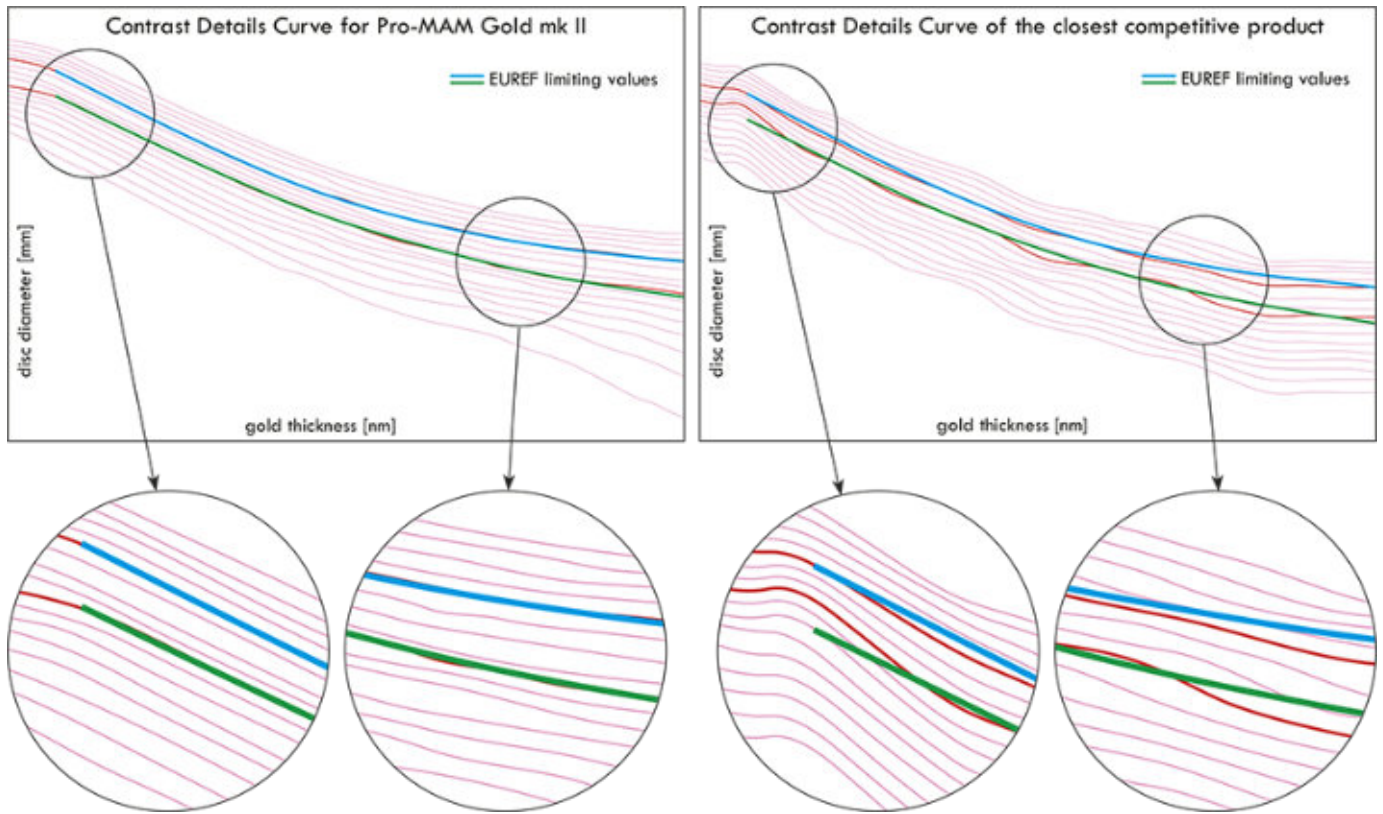 Contrast Details Curve for Pro-MAM Gold mk II
EUREF limiting values
disc diameter [mm]
gold thickness [nm]
Contrast Details Curve of the closest competitive product
EUREF limiting values
disc diameter [mm]
gold thickness [nm]